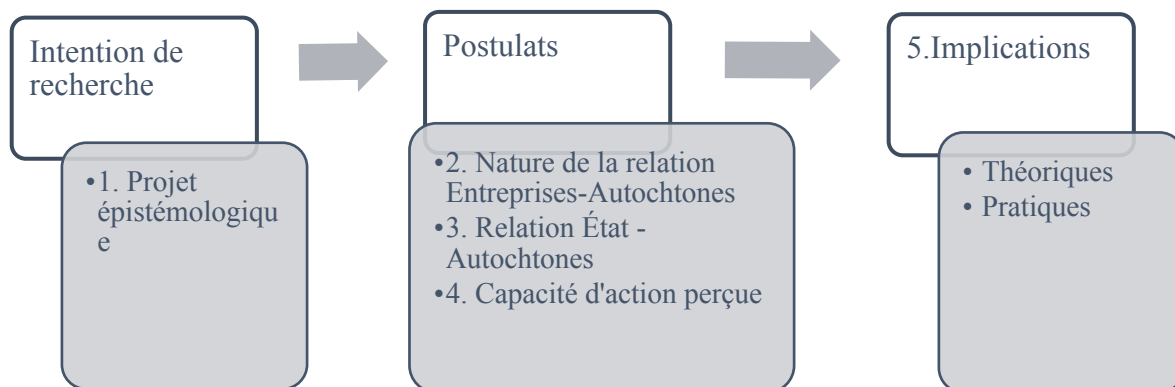 Intention de
recherche
•1. Projet
épistémologiqu
e
Postulats
•2. Nature de la relation
Entreprises-Autochtones
•3. Relation État -
Autochtones
•4. Capacité d'action perçue
5.Implications
• Théoriques
• Pratiques